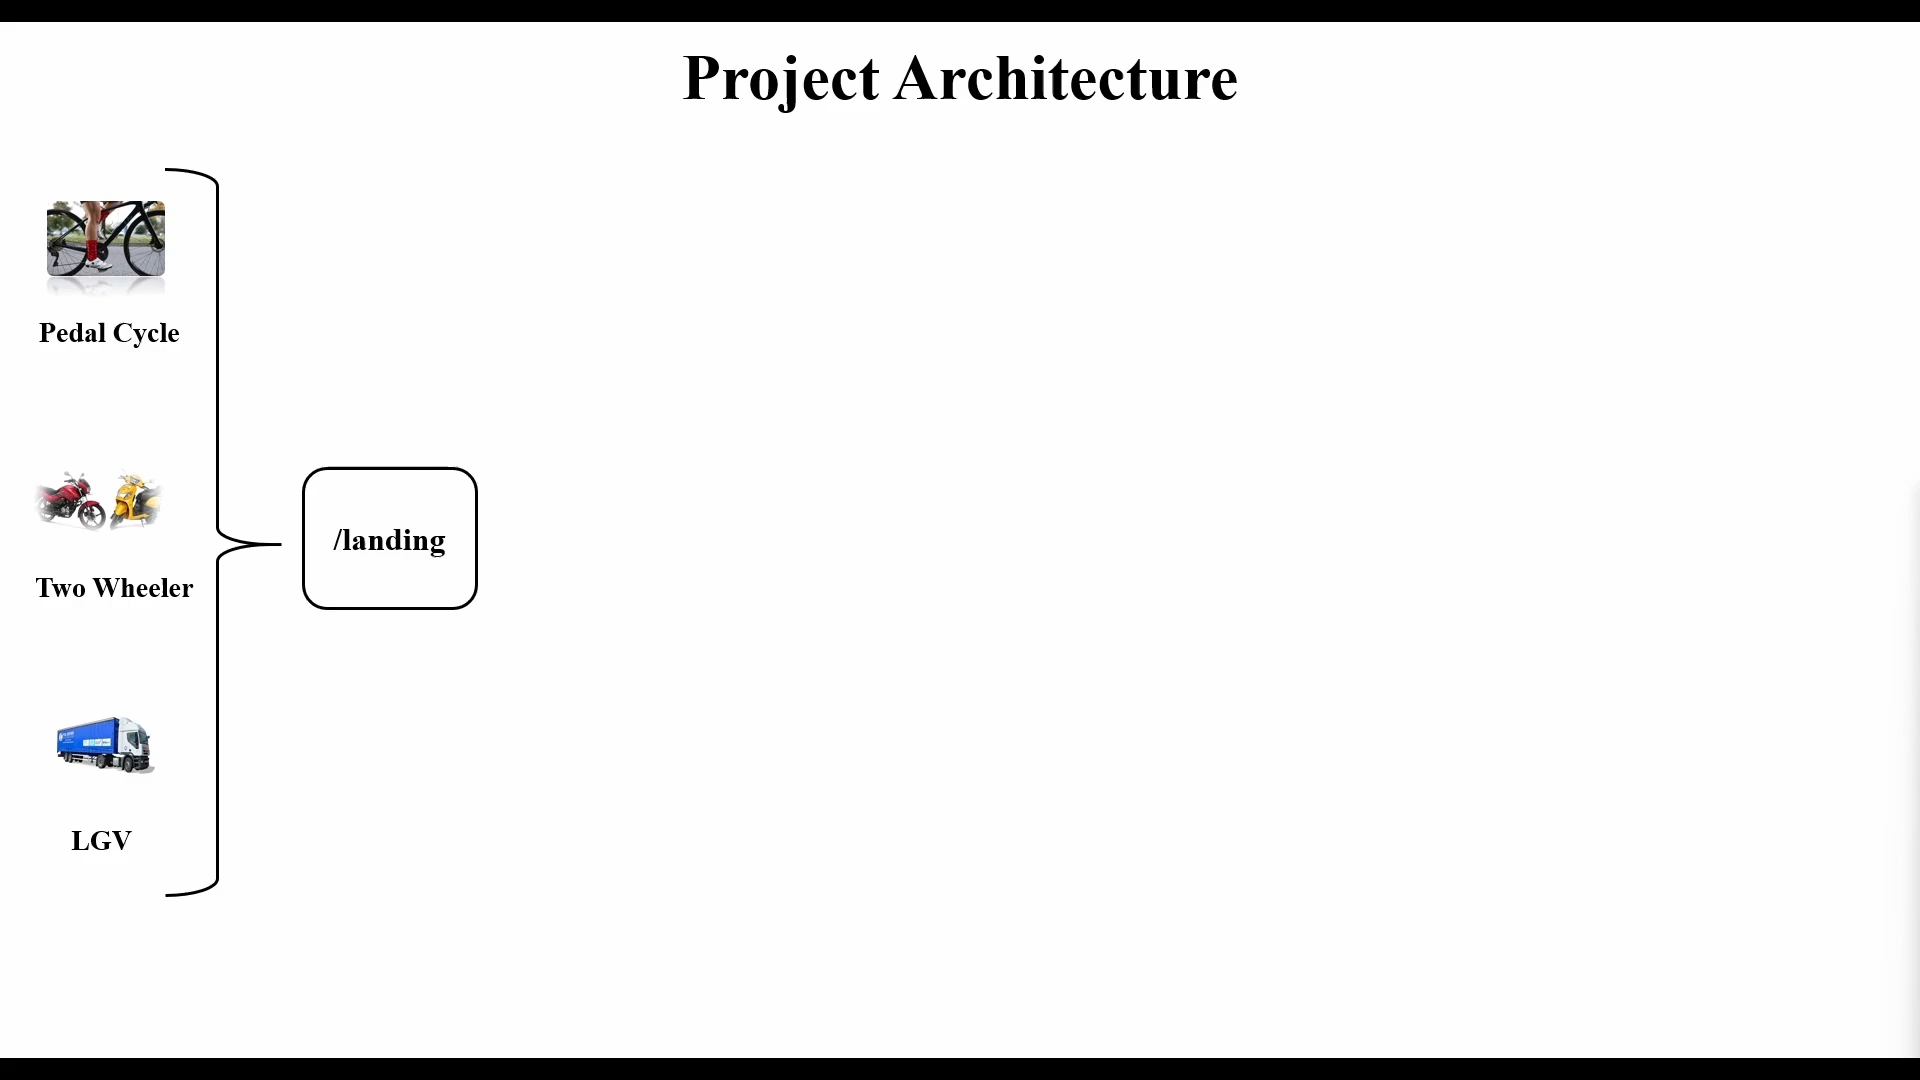 Project Architecture
Pedal Cycle
Two Wheeler
/landing
LGV